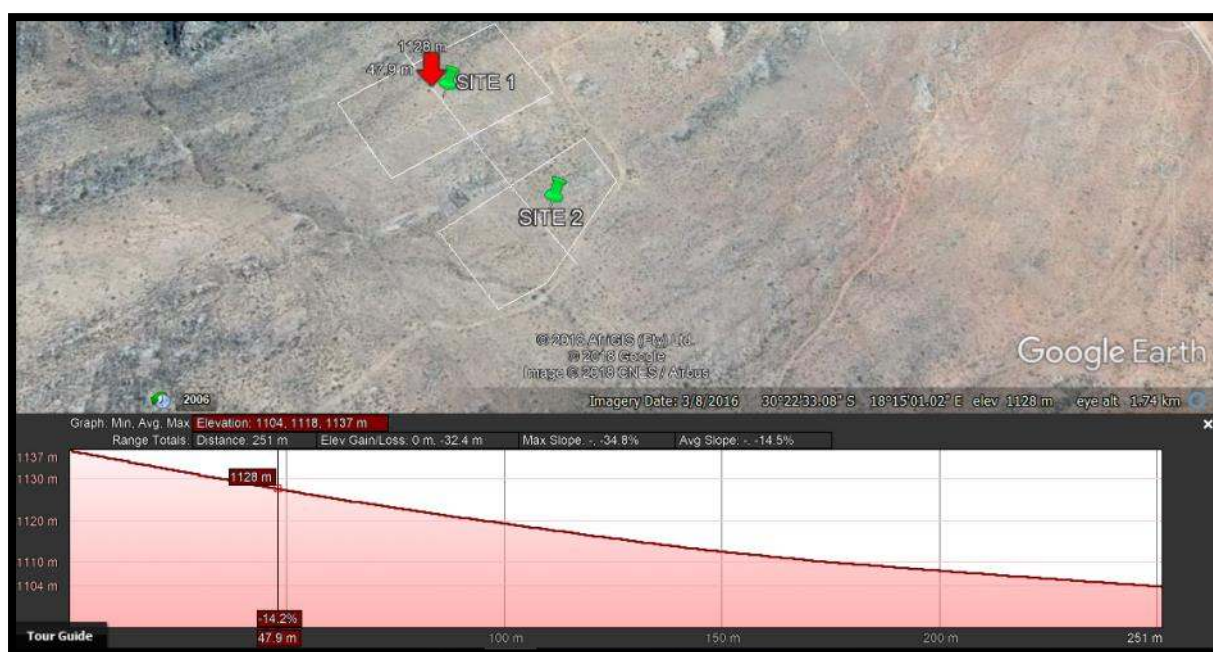 1128 m
47.9 m
SITE 1
SITE 2
© 2018 AfriGIS (Pty) Ltd.
© 2018 Google
Image © 2018 CNES / Airbus
Google Earth
2006
Imagery Date: 3/8/2016 30°22'33.08" S 18°15'01.02" E elev 1128 m eye alt 1.74 km
Graph: Min, Avg, Max Elevation: 1104, 1118, 1137 m
Range Totals: Distance: 251 m Elev Gain/Loss: 0 m, -32.4 m Max Slope: -, -34.8% Avg Slope: -, -14.5%
1137 m
1130 m
1128 m
1120 m
1110 m
1104 m
-14.2%
Tour Guide
47.9 m
100 m
150 m
200 m
251 m